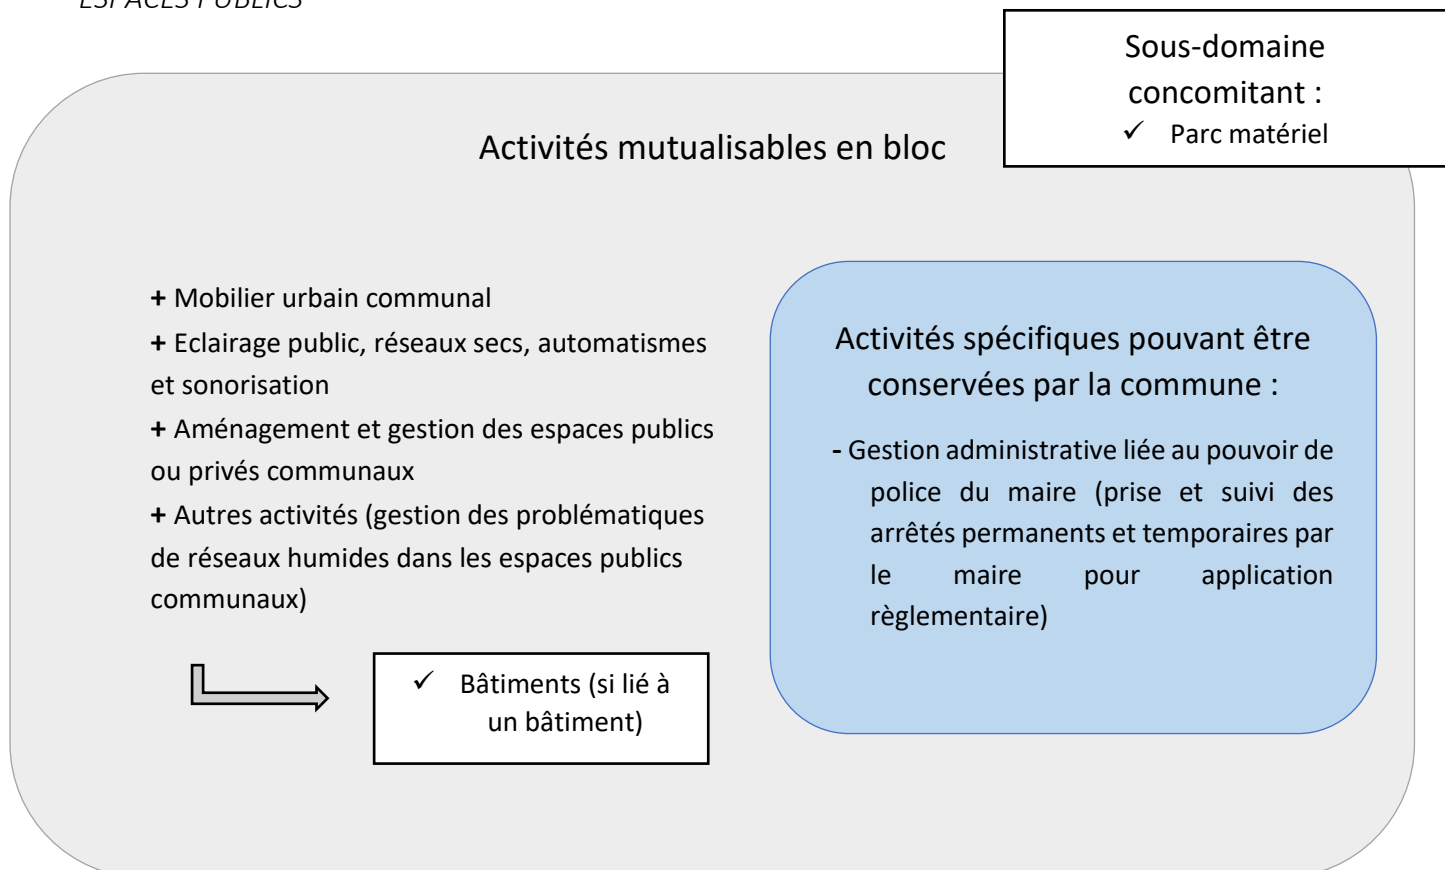 ESPACES PUBLICS
Sous-domaine
concomitant :
✓ Parc matériel
Activités mutualisables en bloc
+ Mobilier urbain communal
+ Eclairage public, réseaux secs, automatismes
et sonorisation
+ Aménagement et gestion des espaces publics
ou privés communaux
+ Autres activités (gestion des problématiques
de réseaux humides dans les espaces publics
communaux)
✓ Bâtiments (si lié à
un bâtiment)
Activités spécifiques pouvant être
conservées par la commune :
- Gestion administrative liée au pouvoir de
police du maire (prise et suivi des
arrêtés permanents et temporaires par
le maire pour application
règlementaire)